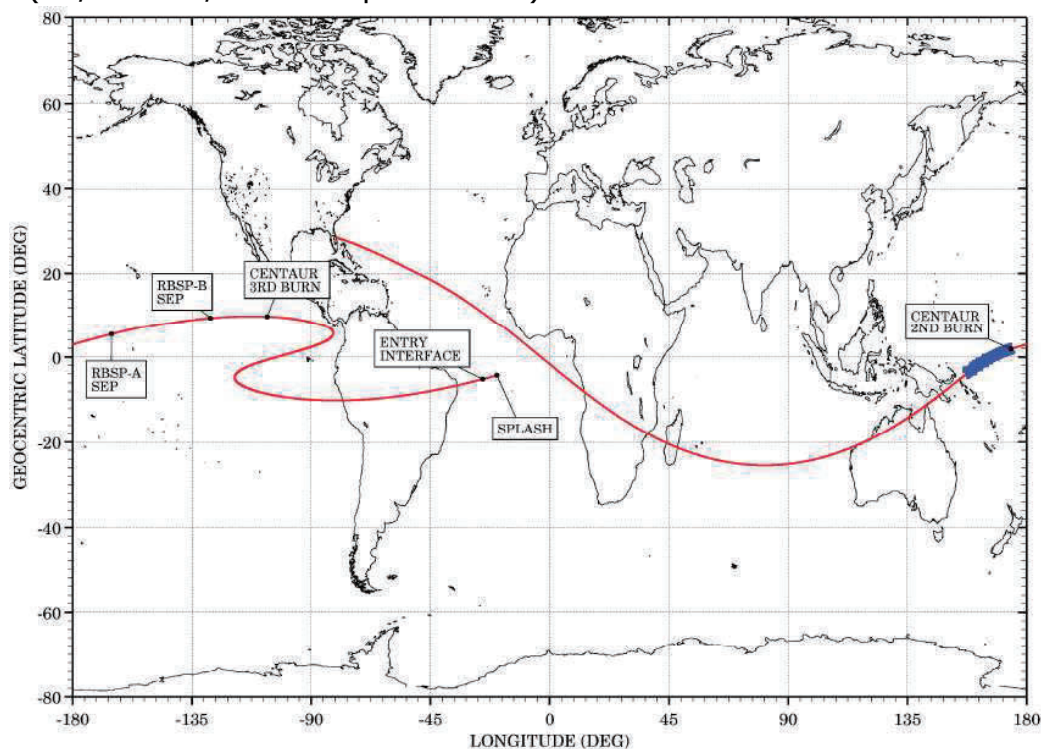 80
60
40
20
0
-20
-40
-60
-80
GEOCENTRIC LATITUDE (DEG)
RBSP-B
SEP
CENTAUR
3RD BURN
RBSP-A
SEP
ENTRY
INTERFACE
SPLASH
CENTAUR
2ND BURN
-180
-135
-90
-45
0
45
90
135
180
LONGITUDE (DEG)